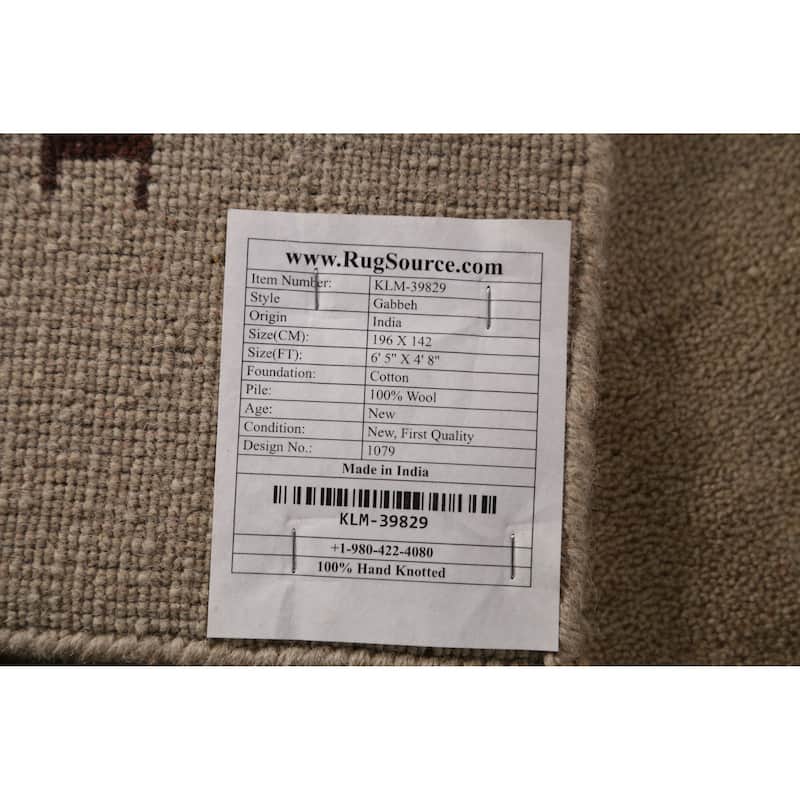 www.RugSource.com
Item Number: KLM-39829
Style Gabbeh
Origin India
Size(CM): 196 X 142
Size(FT): 6' 5" X 4' 8"
Foundation: Cotton
Pile: 100% Wool
Age: New
Condition: New, First Quality
Design No.: 1079
Made in India
KLM-39829
+1-980-422-4080
100% Hand Knotted